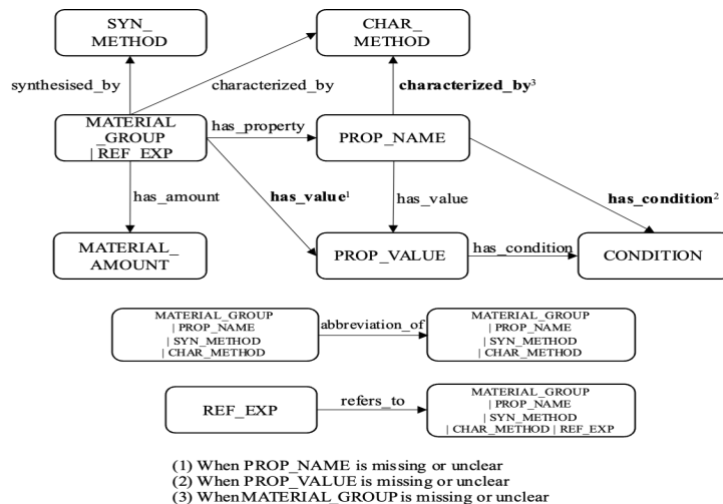 SYN_
METHOD
CHAR_
METHOD
synthesised_by
characterized_by
characterized_by³
MATERIAL
_GROUP
| REF_EXP
has_property
PROP_NAME
has_amount
has_value¹
has_value
has_condition²
MATERIAL_
AMOUNT
PROP_VALUE
has_condition
CONDITION
MATERIAL_GROUP
| PROP_NAME
| SYN_METHOD
| CHAR_METHOD
abbreviation_of
MATERIAL_GROUP
| PROP_NAME
| SYN_METHOD
| CHAR_METHOD
REF_EXP
refers_to
MATERIAL_GROUP
| PROP_NAME
| SYN_METHOD
| CHAR_METHOD | REF_EXP
(1) When PROP_NAME is missing or unclear
(2) When PROP_VALUE is missing or unclear
(3) When MATERIAL_GROUP is missing or unclear